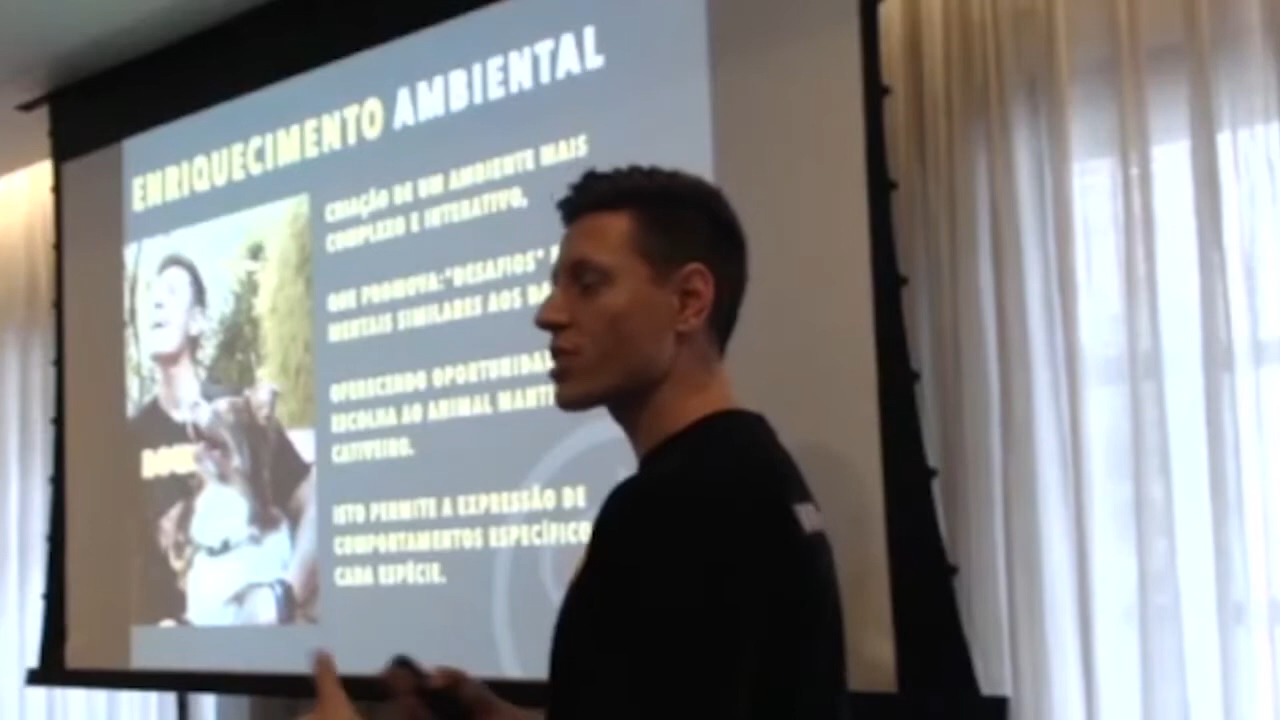 ENRIQUECIMENTO AMBIENTAL
CRIAÇÃO DE UM AMBIENTE MAIS
COMPLEXO E INTERATIVO,
QUE PROMOVA:"DESAFIOS"
MENTAIS SIMILARES AOS
OFERECENDO
ESCOLHA AO ANIMAL
CATIVEIRO.
ISTO PERMITE A EXPRESSÃO DE
COMPORTAMENTOS
CADA ESPÉCIE.